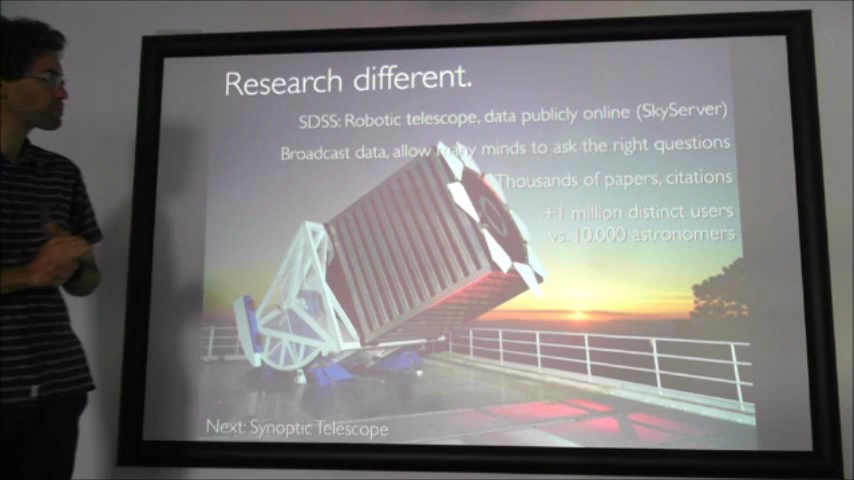 Research different.
SDSS: Robotic telescope, data publicly online (SkyServer)
Broadcast data, allow many minds to ask the right questions
Thousands of papers, citations
+1 million distinct users
vs. 10,000 astronomers
Next: Synoptic Telescope